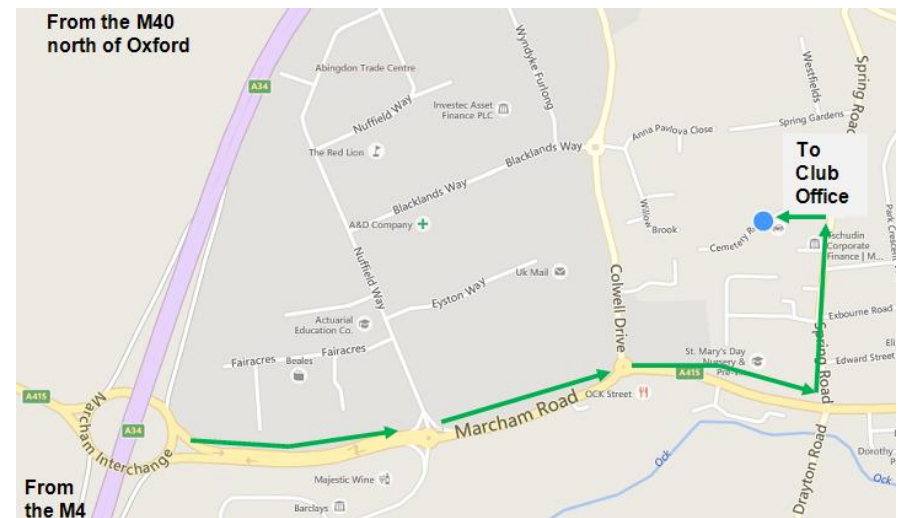 From the M40
north of Oxford
A34
Abingdon Trade Centre
Nuffield Way
Investec Asset
Finance PLC
The Red Lion
Wyndyke Furlong
Blacklands Way
Blacklands Way
A&D Company
Nuffield Way
Eyston Way
Uk Mail
Actuarial
Education Co.
Fairacres
Fairacres
Beales
Anna Pavlova Close
Willow
Brook
Westfields
Spring Gardens
Spring Road
To
Club
Office
Cemetery
Tschudin
Corporate
Finance | M...
Park Crescent
Colwell Drive
Exbourne Road
Edward Street
Spring Road
St. Mary's Day
Nursery &
A415
OCK Street
Marcham Road
A415
A34
Marcham Interchange
Majestic Wine
Barclays
From
the M4
Ock
Ock
Drayton Road
Dorothy